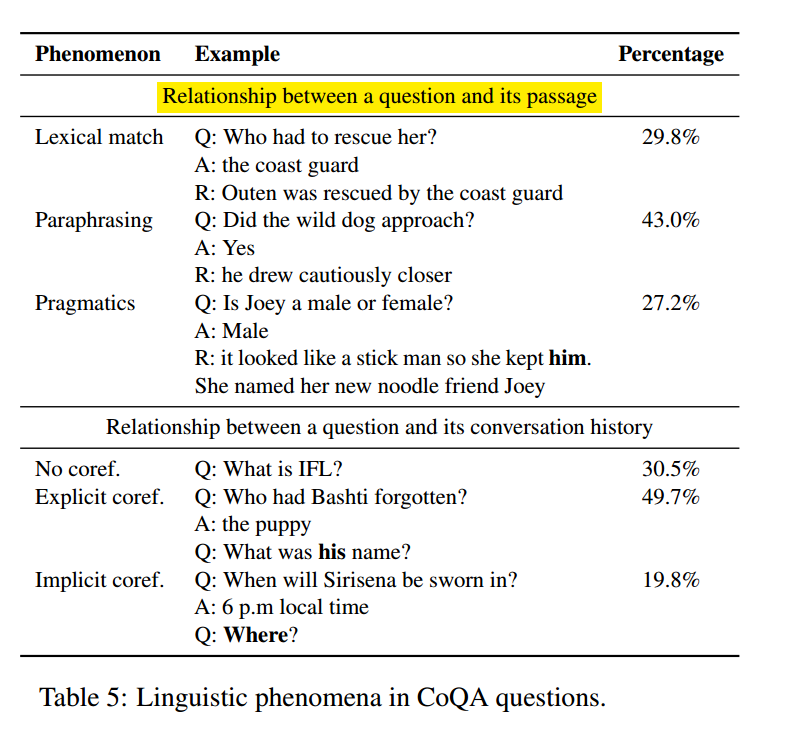 Phenomenon Example Percentage
Relationship between a question and its passage
Lexical match Q: Who had to rescue her? 29.8%
A: the coast guard
R: Outen was rescued by the coast guard
Paraphrasing Q: Did the wild dog approach? 43.0%
A: Yes
R: he drew cautiously closer
Pragmatics Q: Is Joey a male or female? 27.2%
A: Male
R: it looked like a stick man so she kept him.
She named her new noodle friend Joey
Relationship between a question and its conversation history
No coref. Q: What is IFL? 30.5%
Explicit coref. Q: Who had Bashti forgotten? 49.7%
A: the puppy
Q: What was his name?
Implicit coref. Q: When will Sirisena be sworn in? 19.8%
A: 6 p.m local time
Q: Where?
Table 5: Linguistic phenomena in CoQA questions.